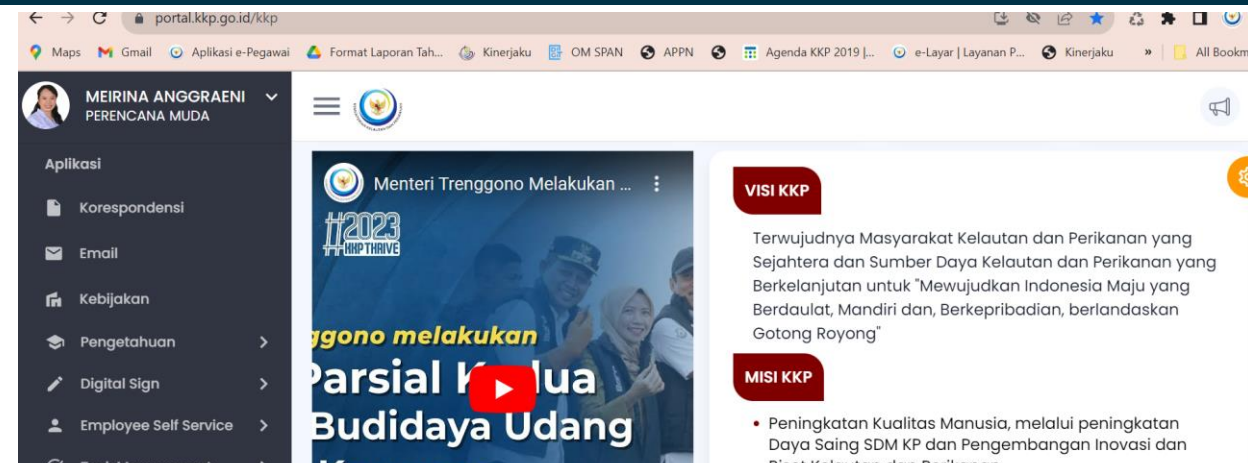 portal.kkp.go.id/kkp
Maps Gmail Aplikasi e-Pegawai Format Laporan Tah... Kinerjaku OM SPAN APPN Agenda KKP 2019 |... e-Layar | Layanan P... Kinerjaku » All Bookm
MEIRINA ANGGRAENI
PERENCANA MUDA
Aplikasi
Korespondensi
Email
Kebijakan
Pengetahuan
Digital Sign
Employee Self Service
Menteri Trenggono Melakukan ...
#2023
KKP THRIVE
ggono melakukan
Parsial K lua
Budidaya Udang
VISI KKP
Terwujudnya Masyarakat Kelautan dan Perikanan yang
Sejahtera dan Sumber Daya Kelautan dan Perikanan yang
Berkelanjutan untuk "Mewujudkan Indonesia Maju yang
Berdaulat, Mandiri dan, Berkepribadian, berlandaskan
Gotong Royong"
MISI KKP
• Peningkatan Kualitas Manusia, melalui peningkatan
Daya Saing SDM KP dan Pengembangan Inovasi dan